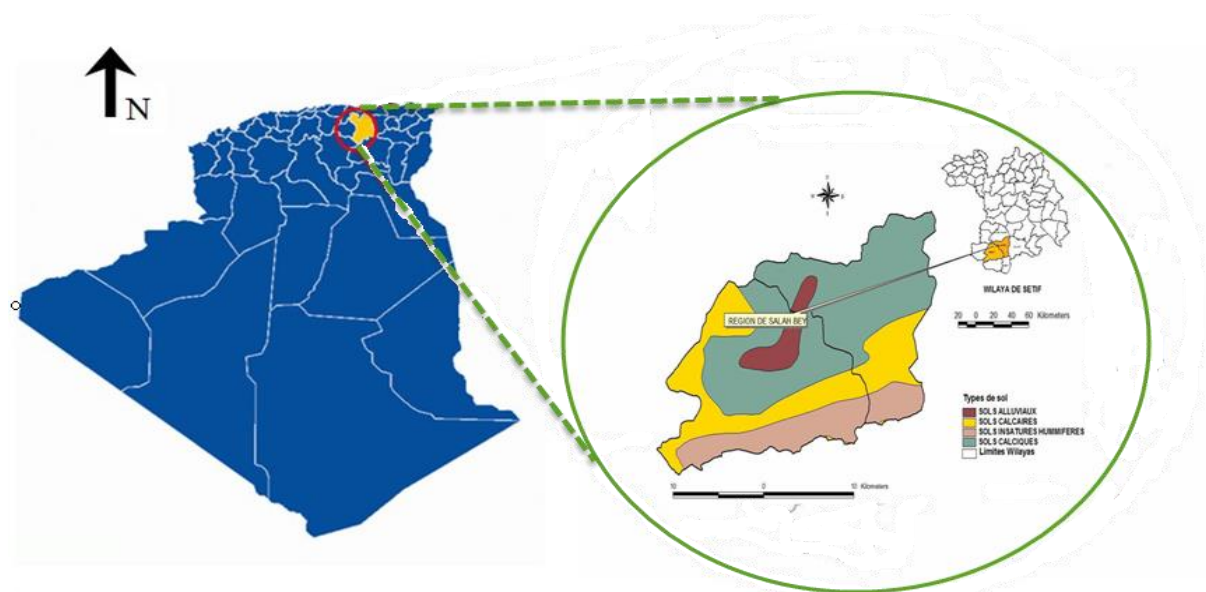 N
REGION DE SALAH BEY
WILAYA DE SETIF
20 0 20 40 60 Kilometers
Types de sol
SOLS ALLUVIAUX
SOLS CALCAIRES
SOLS INSATURES HUMMIFERES
SOLS CALCIQUES
Limites Wilayas
10 0 10 Kilometers